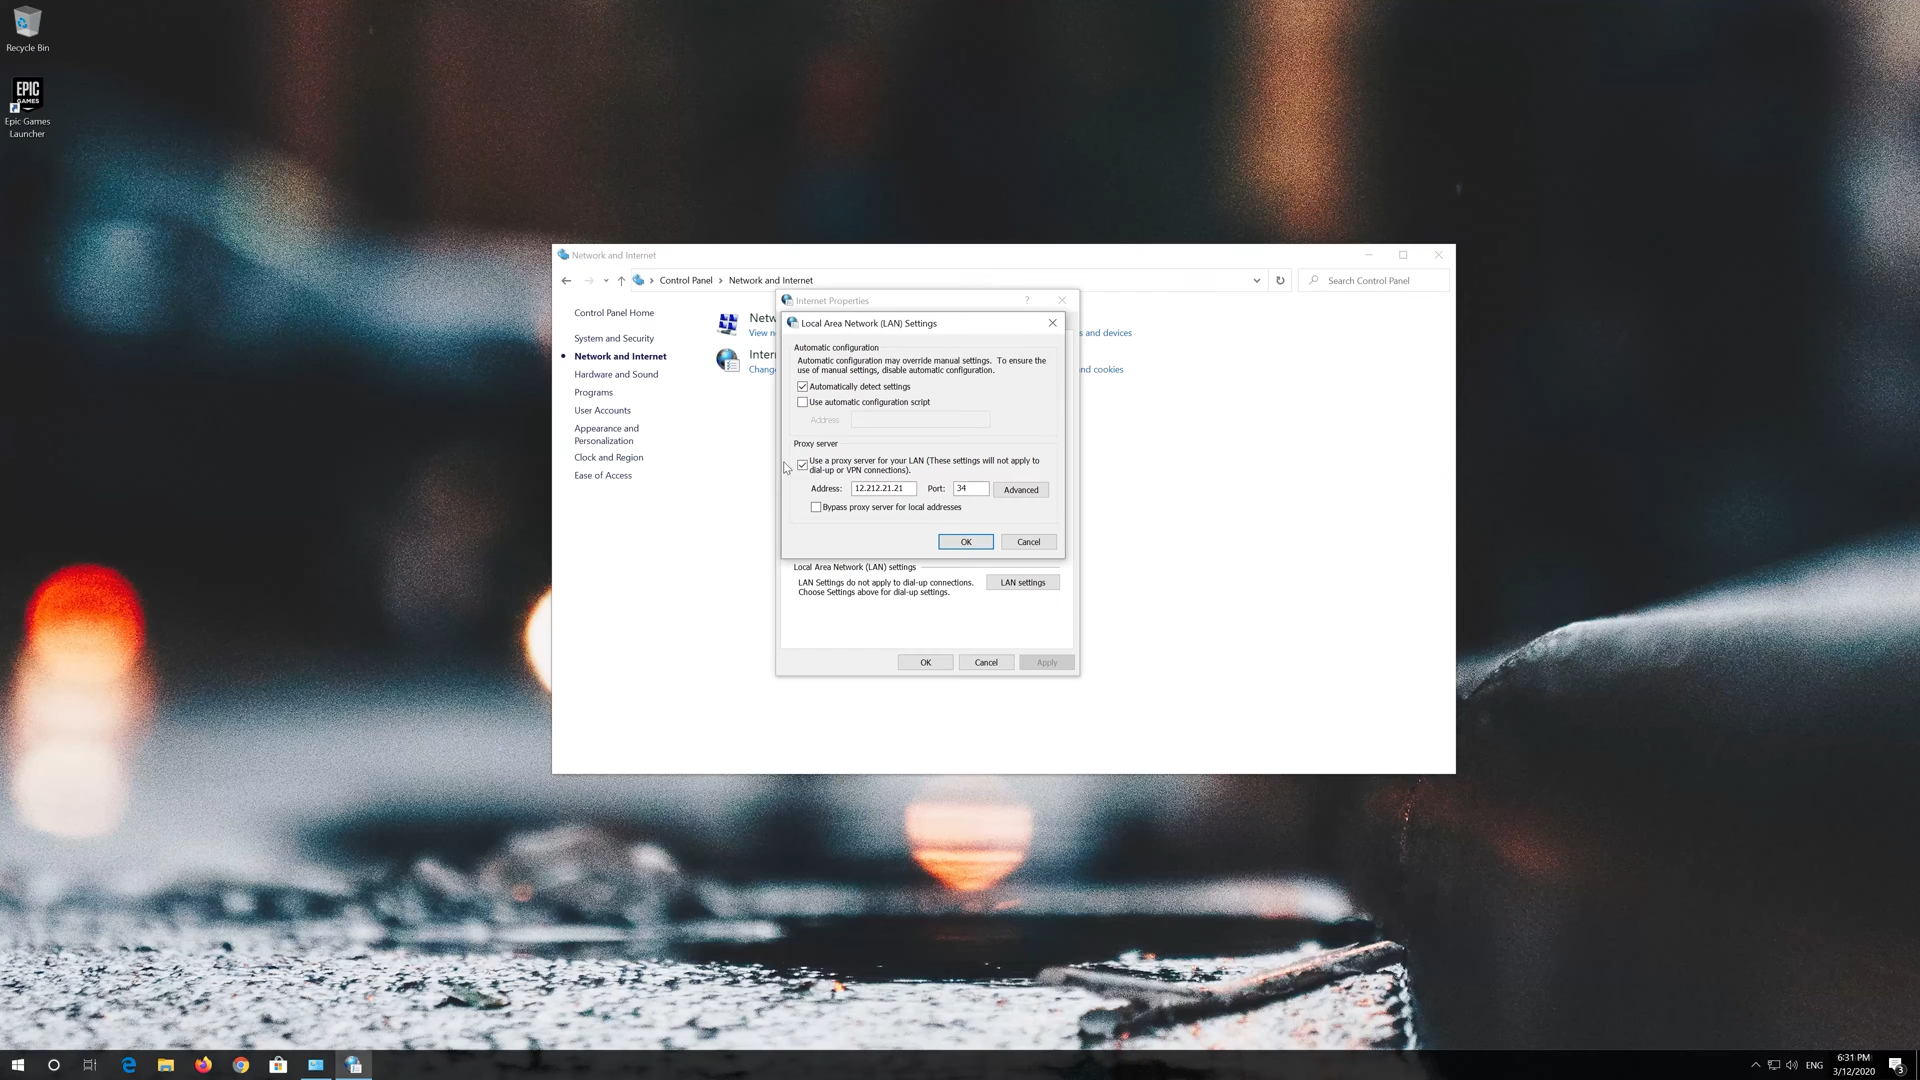 Recycle Bin
EPIC
GAMES
Epic Games
Launcher
Network and Internet
Control Panel
Network and Internet
Search Control Panel
Control Panel Home
System and Security
Network and Internet
Hardware and Sound
Programs
User Accounts
Appearance and
Personalization
Clock and Region
Ease of Access
Netw
View n
s and devices
Inter
Change
nd cookies
Internet Properties
?
Local Area Network (LAN) Settings
Automatic configuration
Automatic configuration may override manual settings. To ensure the
use of manual settings, disable automatic configuration.
Automatically detect settings
Use automatic configuration script
Address
Proxy server
Use a proxy server for your LAN (These settings will not apply to
dial-up or VPN connections).
Address: 12.212.21.21 Port: 34 Advanced
Bypass proxy server for local addresses
OK Cancel
Local Area Network (LAN) settings
LAN Settings do not apply to dial-up connections.
Choose Settings above for dial-up settings.
LAN settings
OK Cancel Apply
ENG
6:31 PM
3/12/2020
3